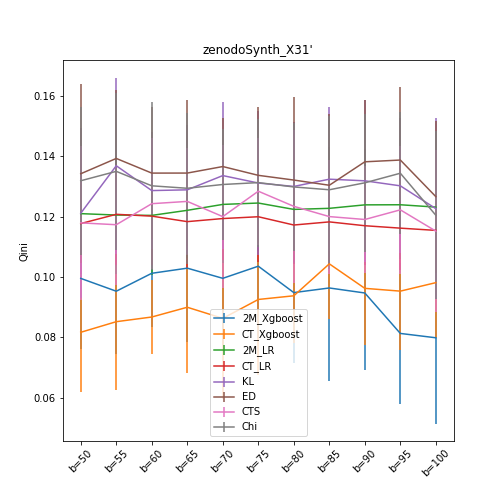 zenodoSynth_X31'
Qini
0.16
0.14
0.12
0.10
0.08
0.06
2M_Xgboost
CT_Xgboost
2M_LR
CT_LR
KL
ED
CTS
Chi
b=50
b=55
b=60
b=65
b=70
b=75
b=80
b=85
b=90
b=95
b=100